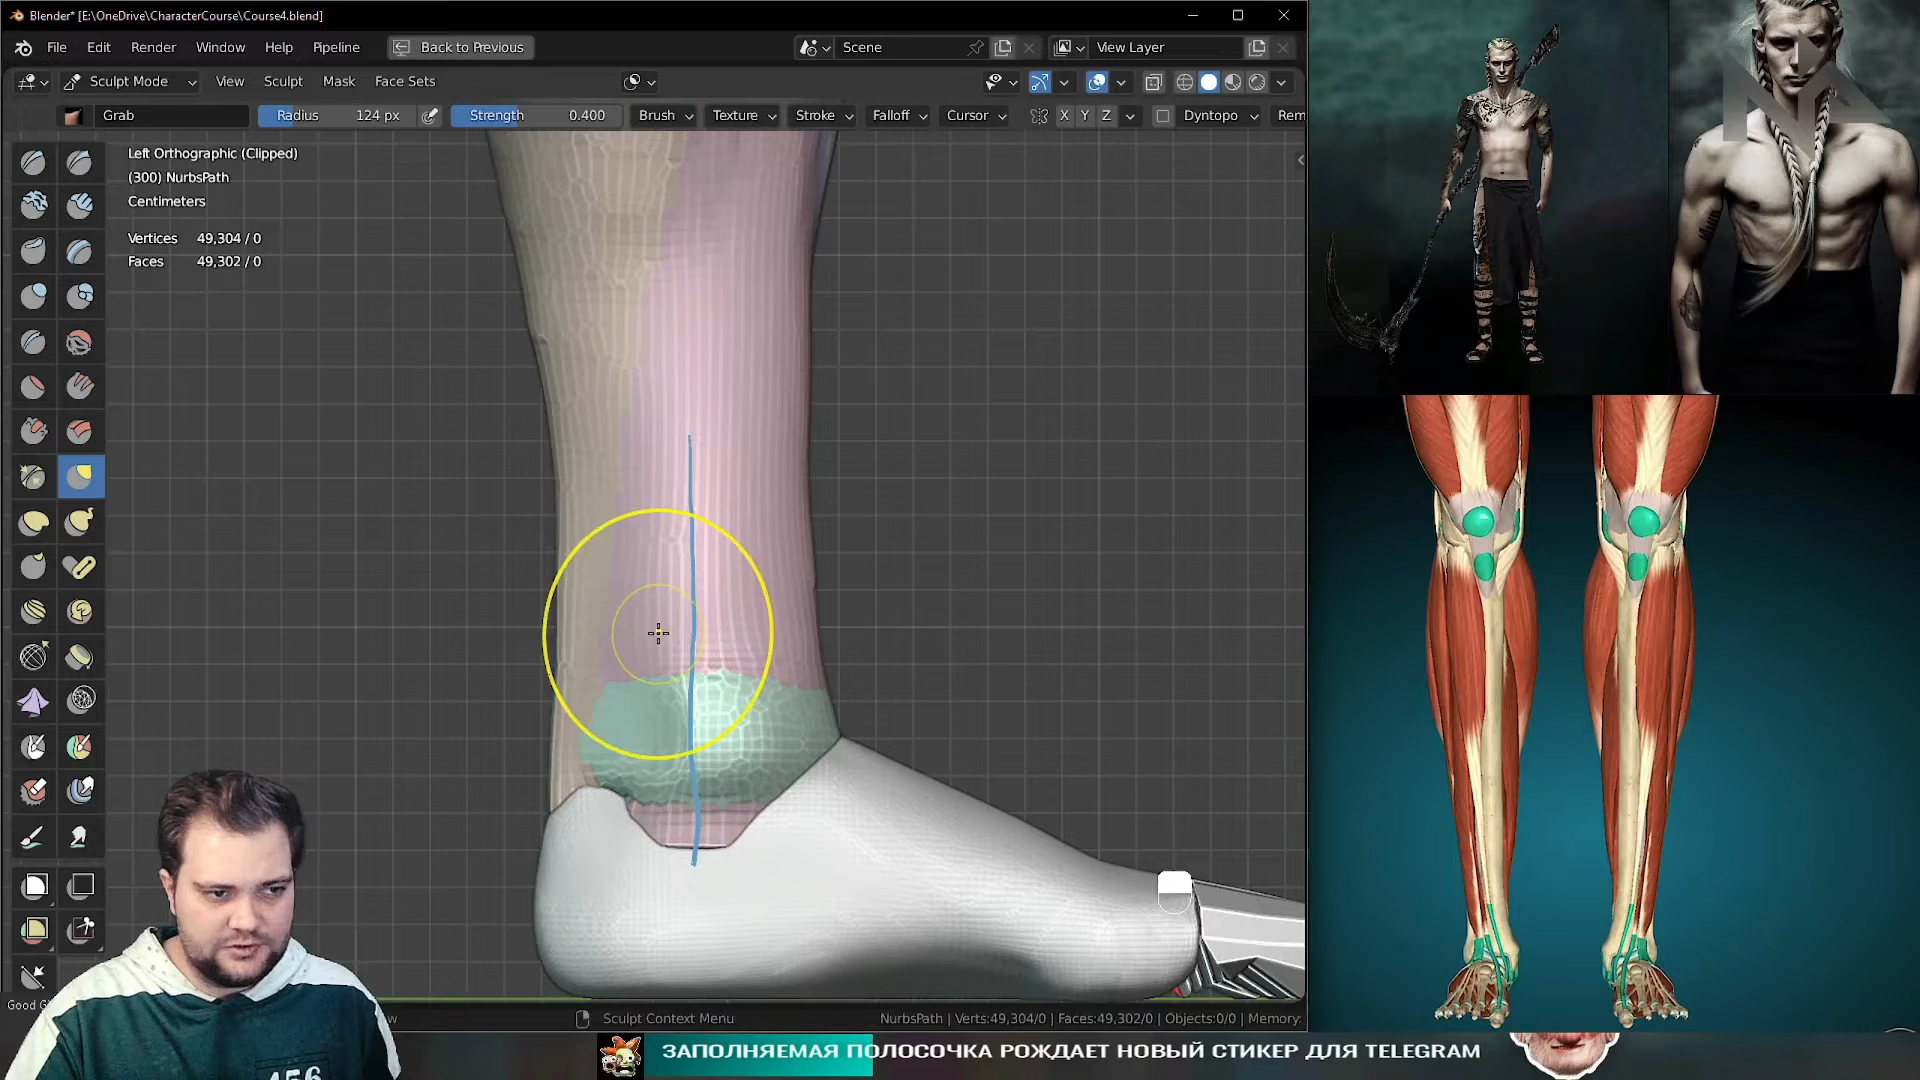 Blender* [E:\OneDrive\CharacterCourse\Course4.blend]
File Edit Render Window Help Pipeline Back to Previous Scene View Layer
Sculpt Mode View Sculpt Mask Face Sets
Grab Radius 124 px Strength 0.400 Brush Texture Stroke Falloff Cursor X Y Z Dyntopo Rem
Left Orthographic (Clipped)
(300) NurbsPath
Centimeters
Vertices 49,304 / 0
Faces 49,302 / 0
Good G
Sculpt Context Menu NurbsPath | Verts:49,304/0 | Faces:49,302/0 | Objects:0/0 | Memory:
ЗАПОЛНЯЕМАЯ ПОЛОСОЧКА РОЖДАЕТ НОВЫЙ СТИКЕР ДЛЯ TELEGRAM